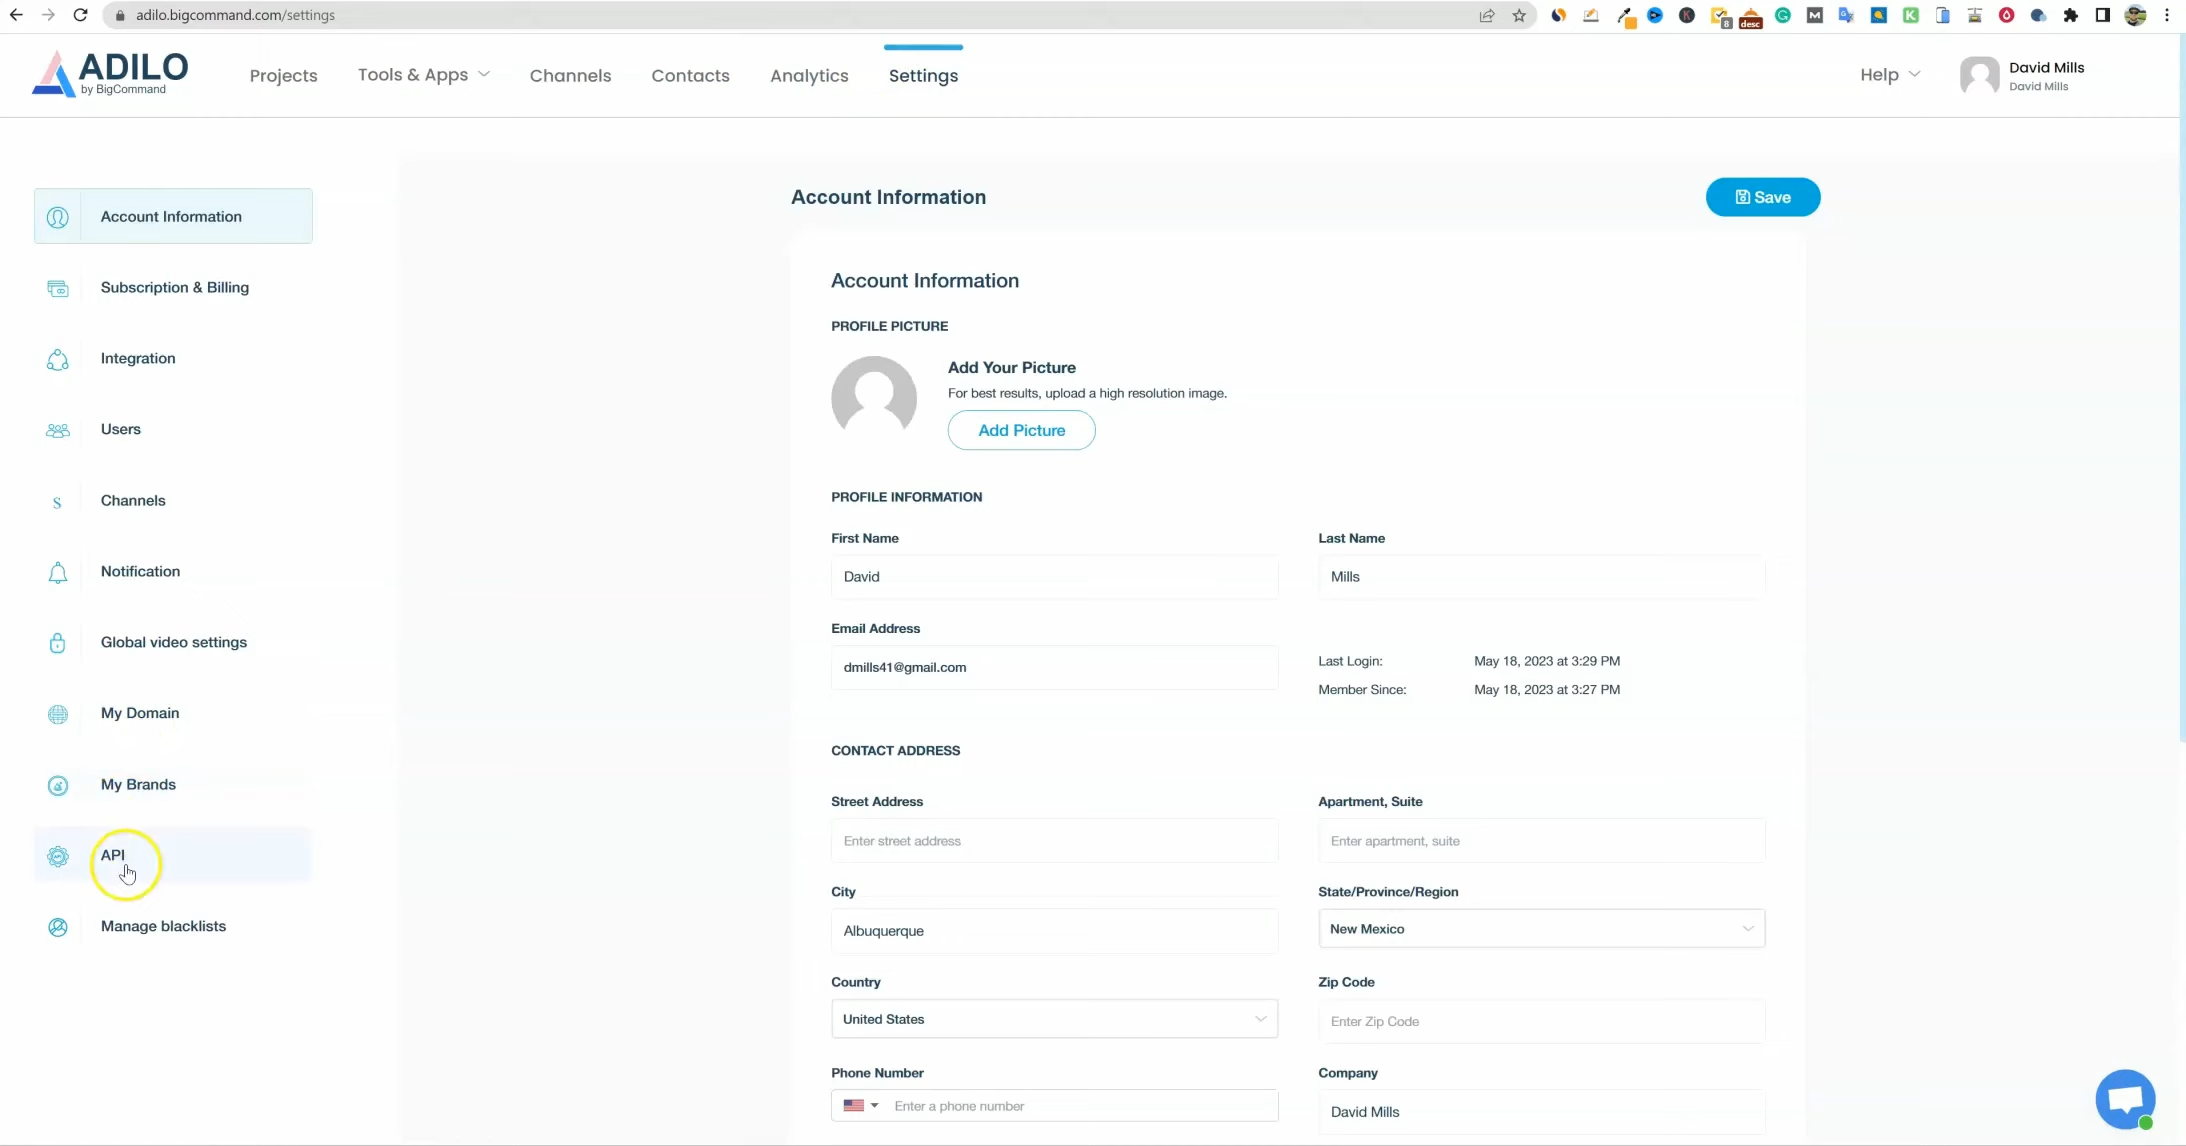 adilo.bigcommand.com/settings
8
desc
ADILO
by BigCommand
Projects
Tools & Apps
Channels
Contacts
Analytics
Settings
Help
David Mills
David Mills
Account Information
Subscription & Billing
Integration
Users
S
Channels
Notification
Global video settings
My Domain
My Brands
API
Manage blacklists
Account Information
Save
Account Information
PROFILE PICTURE
Add Your Picture
For best results, upload a high resolution image.
Add Picture
PROFILE INFORMATION
First Name
Last Name
David
Mills
Email Address
dmills41@gmail.com
Last Login: May 18, 2023 at 3:29 PM
Member Since: May 18, 2023 at 3:27 PM
CONTACT ADDRESS
Street Address
Apartment, Suite
Enter street address
Enter apartment, suite
City
State/Province/Region
Albuquerque
New Mexico
Country
Zip Code
United States
Enter Zip Code
Phone Number
Company
Enter a phone number
David Mills